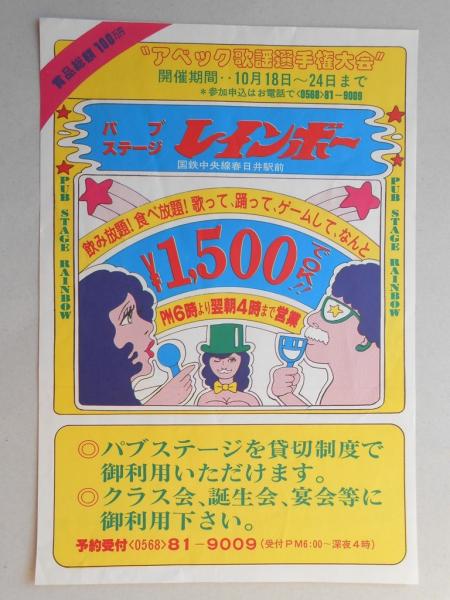 賞品総額100万円
"アベック歌謡選手権大会"
開催期間‥10月18日～24日まで
＊参加申込はお電話で<0568>81－9009
パブ
ステージ
レインボー
国鉄中央線春日井駅前
PUB STAGE RAINBOW
PUB STAGE RAINBOW
飲み放題!食べ放題!歌って、踊って、ゲームして、なんと
¥1,500でOK!!
PM6時より翌朝4時まで営業
◎パブステージを貸切制度で
御利用いただけます。
◎クラス会、誕生会、宴会等に
御利用下さい。
予約受付<0568>81－9009(受付PM6:00～深夜4時)